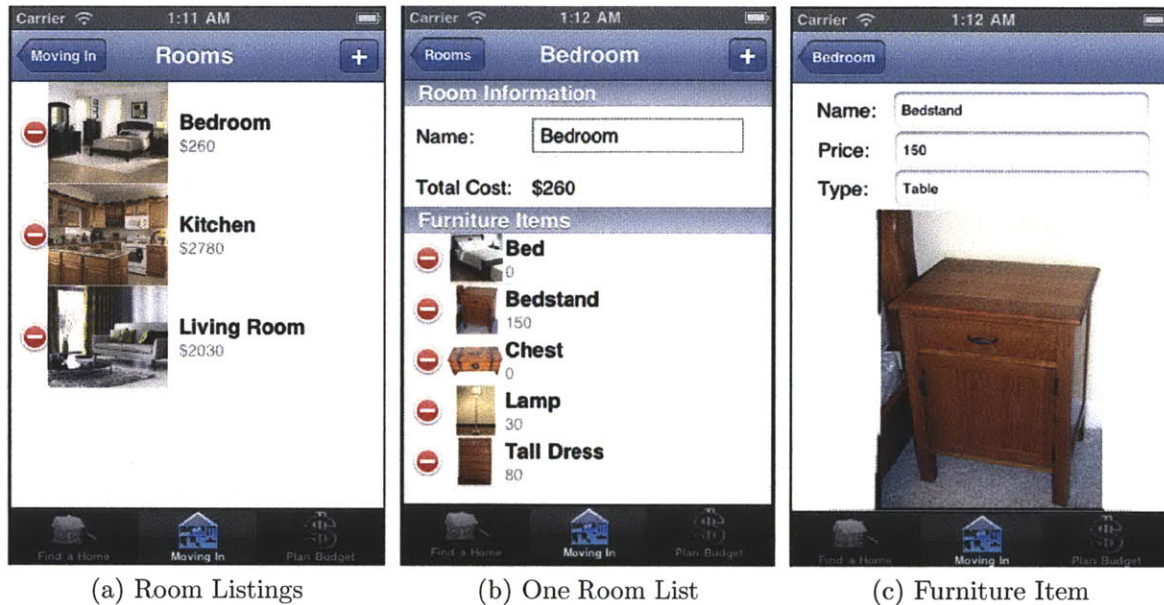 Carrier 1:11 AM
Moving In Rooms +
Bedroom
$260
Kitchen
$2780
Living Room
$2030
Find a Home Moving In Plan Budget
(a) Room Listings
Carrier 1:12 AM
Rooms Bedroom +
Room Information
Name: Bedroom
Total Cost: $260
Furniture Items
Bed
0
Bedstand
150
Chest
0
Lamp
30
Tall Dress
80
Find a Home Moving In Plan Budget
(b) One Room List
Carrier 1:12 AM
Bedroom
Name: Bedstand
Price: 150
Type: Table
Find a Home Moving In Plan Budget
(c) Furniture Item